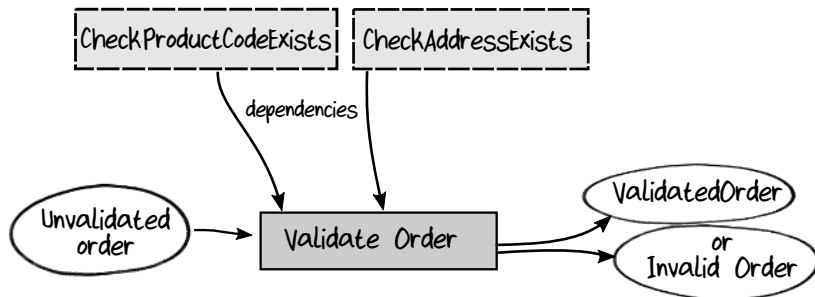 CheckProductCodeExists
CheckAddressExists
dependencies
Unvalidated
order
Validate Order
ValidatedOrder
or
Invalid Order